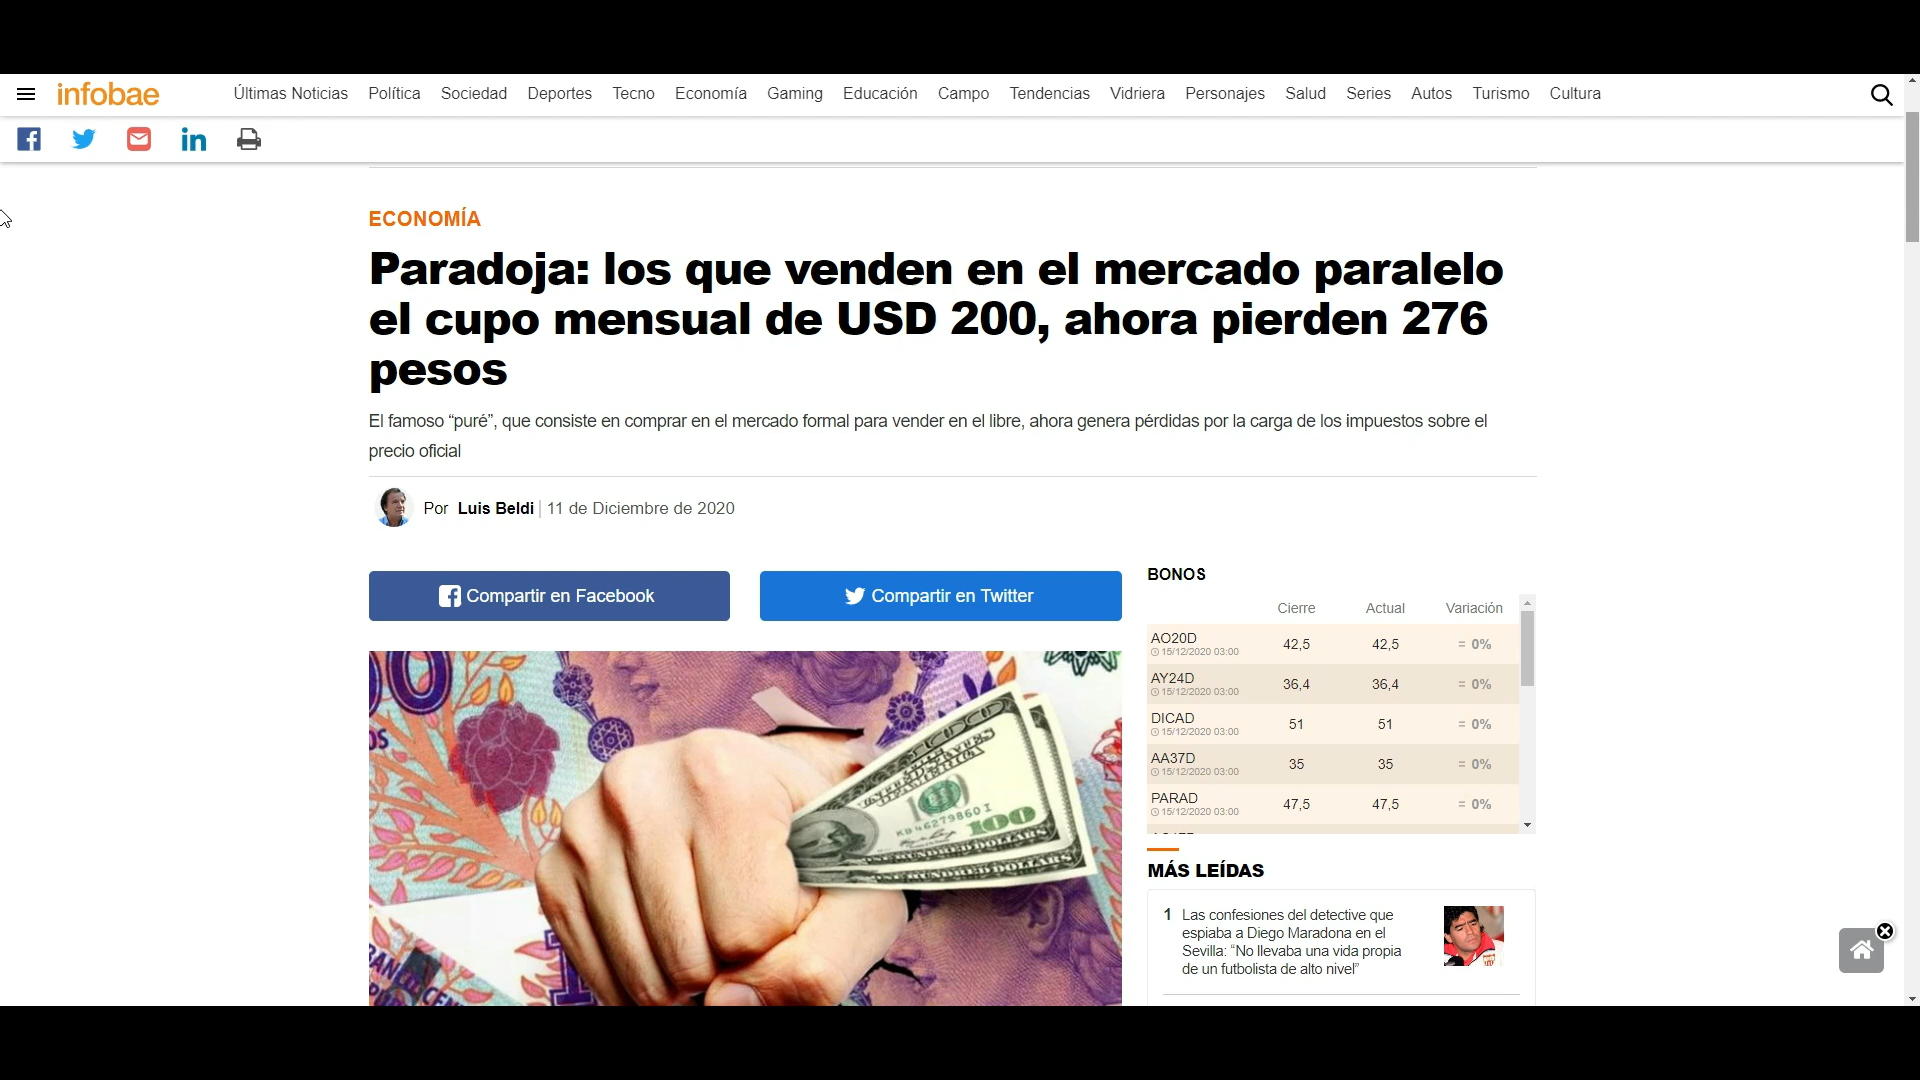 infobae
Últimas Noticias Política Sociedad Deportes Tecno Economía Gaming Educación Campo Tendencias Vidriera Personajes Salud Series Autos Turismo Cultura
ECONOMÍA
Paradoja: los que venden en el mercado paralelo
el cupo mensual de USD 200, ahora pierden 276
pesos
El famoso “puré”, que consiste en comprar en el mercado formal para vender en el libre, ahora genera pérdidas por la carga de los impuestos sobre el
precio oficial
Por Luis Beldi | 11 de Diciembre de 2020
Compartir en Facebook
Compartir en Twitter
BONOS
Cierre Actual Variación
AO20D
15/12/2020 03:00
42,5 42,5 = 0%
AY24D
15/12/2020 03:00
36,4 36,4 = 0%
DICAD
15/12/2020 03:00
51 51 = 0%
AA37D
15/12/2020 03:00
35 35 = 0%
PARAD
15/12/2020 03:00
47,5 47,5 = 0%
MÁS LEÍDAS
1 Las confesiones del detective que
espiaba a Diego Maradona en el
Sevilla: “No llevaba una vida propia
de un futbolista de alto nivel”
100
ONE HUNDRED DOLLARS